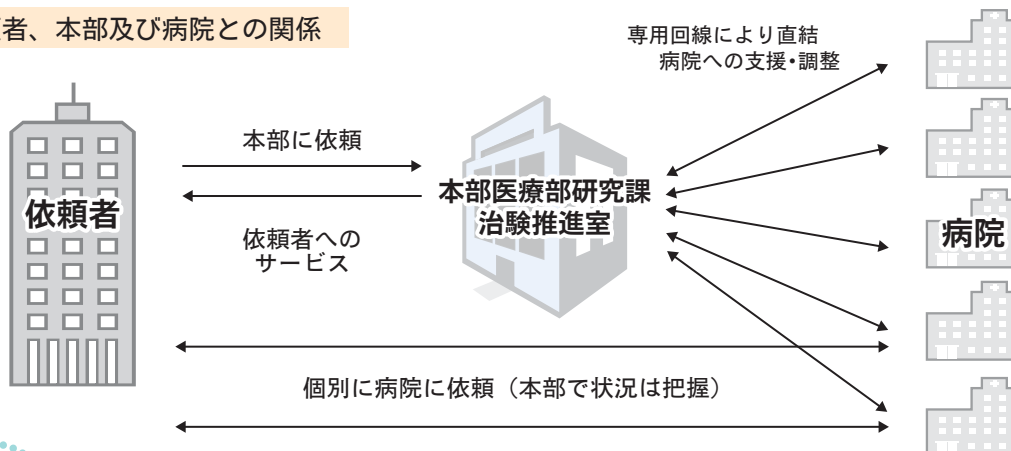 者、本部及び病院との関係
専用回線により直結
病院への支援・調整
本部に依頼
本部医療部研究課
治験推進室
依頼者
依頼者への
サービス
病院
個別に病院に依頼（本部で状況は把握）